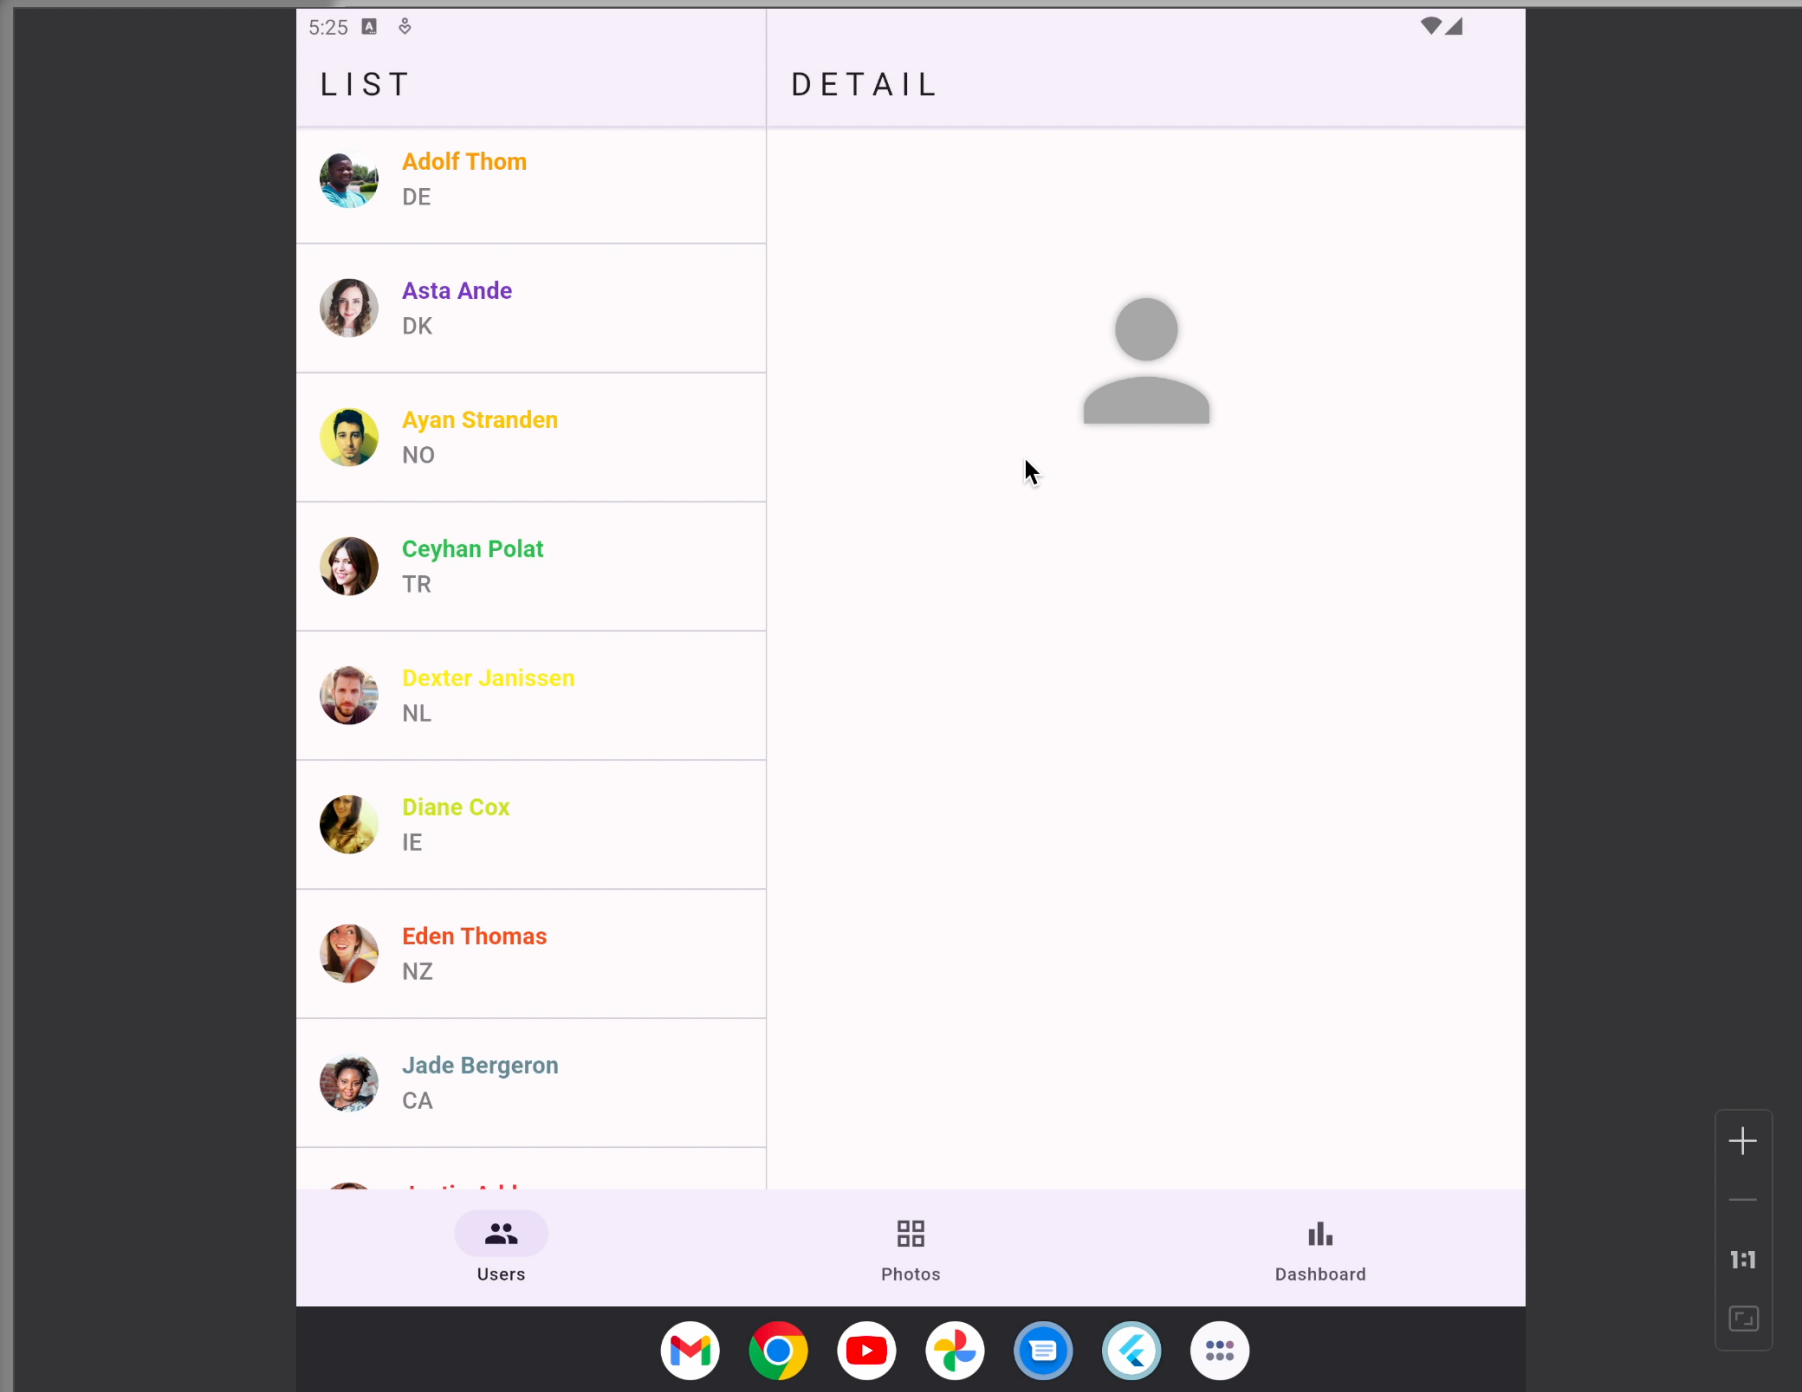 5:25
LIST
DETAIL
Adolf Thom
DE
Asta Ande
DK
Ayan Stranden
NO
Ceyhan Polat
TR
Dexter Janissen
NL
Diane Cox
IE
Eden Thomas
NZ
Jade Bergeron
CA
Users
Photos
Dashboard
1:1